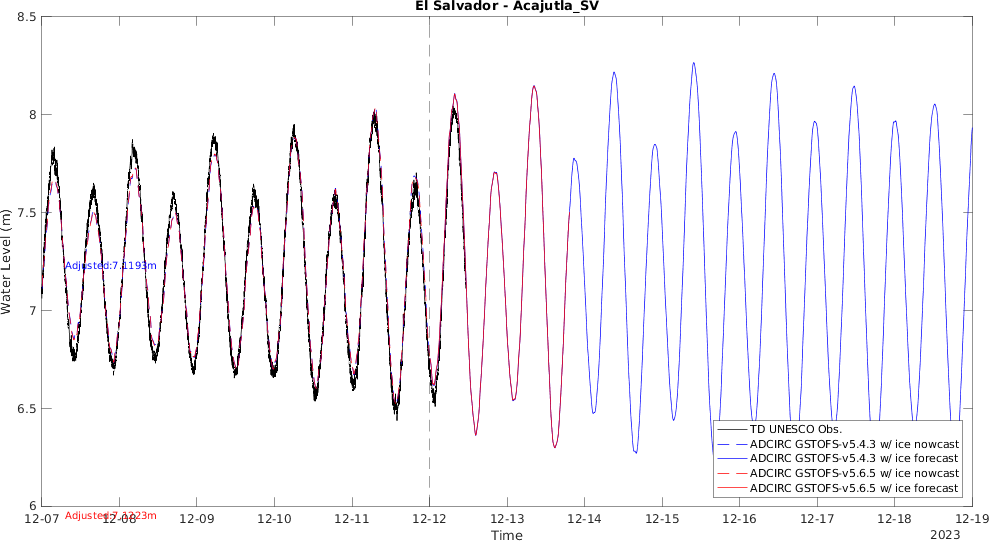 El Salvador - Acajutla_SV
8.5
8
7.5
7
6.5
6
Water Level (m)
Adjusted:7.1193m
Adjusted:7.1223m
TD UNESCO Obs.
ADCIRC GSTOFS-v5.4.3 w/ ice nowcast
ADCIRC GSTOFS-v5.4.3 w/ ice forecast
ADCIRC GSTOFS-v5.6.5 w/ ice nowcast
ADCIRC GSTOFS-v5.6.5 w/ ice forecast
12-07 12-08 12-09 12-10 12-11 12-12 12-13 12-14 12-15 12-16 12-17 12-18 12-19
Time
2023